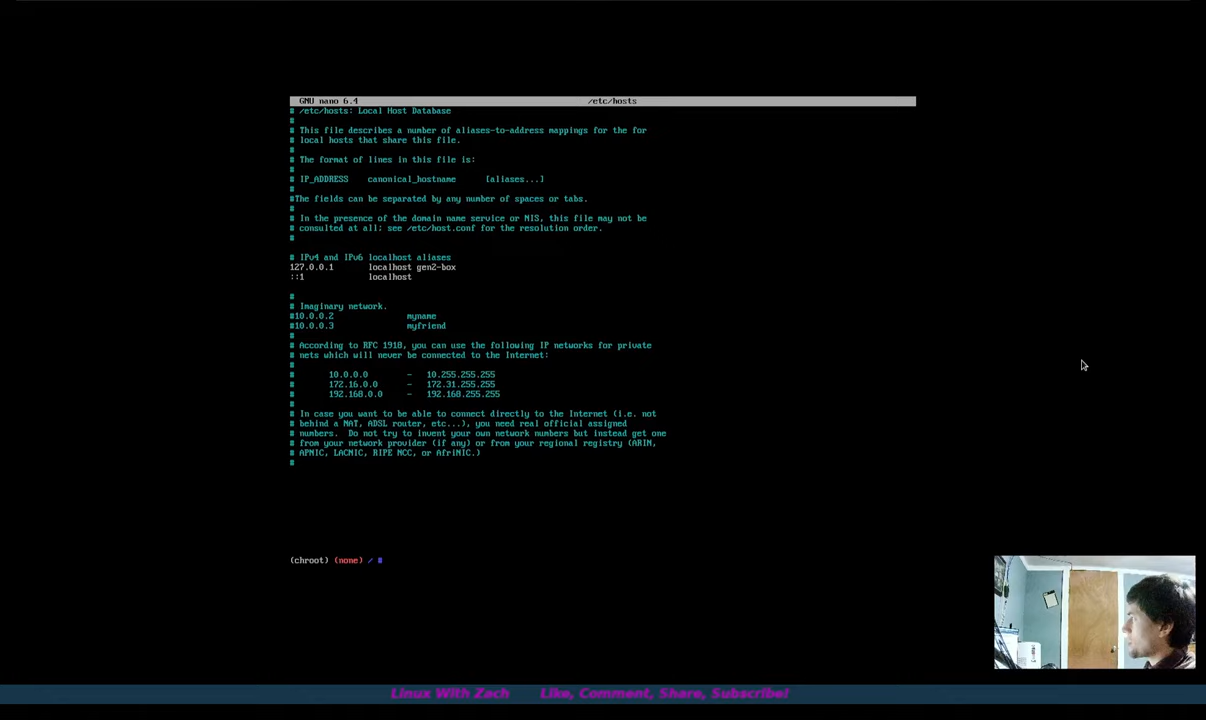 GNU nano 6.4 /etc/hosts
# /etc/hosts: Local Host Database
#
# This file describes a number of aliases-to-address mappings for the for
# local hosts that share this file.
#
# The format of lines in this file is:
#
# IP_ADDRESS canonical_hostname [aliases...]
#
#The fields can be separated by any number of spaces or tabs.
#
# In the presence of the domain name service or NIS, this file may not be
# consulted at all; see /etc/host.conf for the resolution order.
#
# IPv4 and IPv6 localhost aliases
127.0.0.1 localhost gen2-box
::1 localhost
#
# Imaginary network.
#10.0.0.2 myname
#10.0.0.3 myfriend
#
# According to RFC 1918, you can use the following IP networks for private
# nets which will never be connected to the Internet:
#
# 10.0.0.0 - 10.255.255.255
# 172.16.0.0 - 172.31.255.255
# 192.168.0.0 - 192.168.255.255
#
# In case you want to be able to connect directly to the Internet (i.e. not
# behind a NAT, ADSL router, etc...), you need real official assigned
# numbers. Do not try to invent your own network numbers but instead get one
# from your network provider (if any) or from your regional registry (ARIN,
# APNIC, LACNIC, RIPE NCC, or AfriNIC.)
#
(chroot) (none) / #
Linux With Zach Like, Comment, Share, Subscribe!